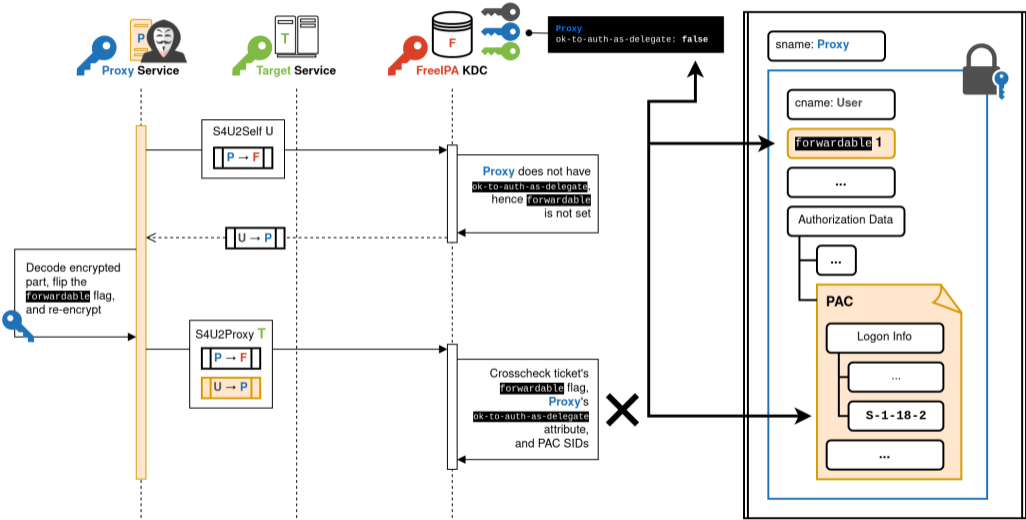 P
Proxy Service
T
Target Service
F
FreeIPA KDC
Proxy
ok-to-auth-as-delegate: false
S4U2Self U
P → F
Proxy does not have
ok-to-auth-as-delegate,
hence forwardable
is not set
U → P
Decode encrypted
part, flip the
forwardable flag,
and re-encrypt
S4U2Proxy T
P → F
U → P
Crosscheck ticket's
forwardable flag,
Proxy's
ok-to-auth-as-delegate
attribute,
and PAC SIDs
sname: Proxy
cname: User
forwardable 1
...
Authorization Data
...
PAC
Logon Info
...
S-1-18-2
...